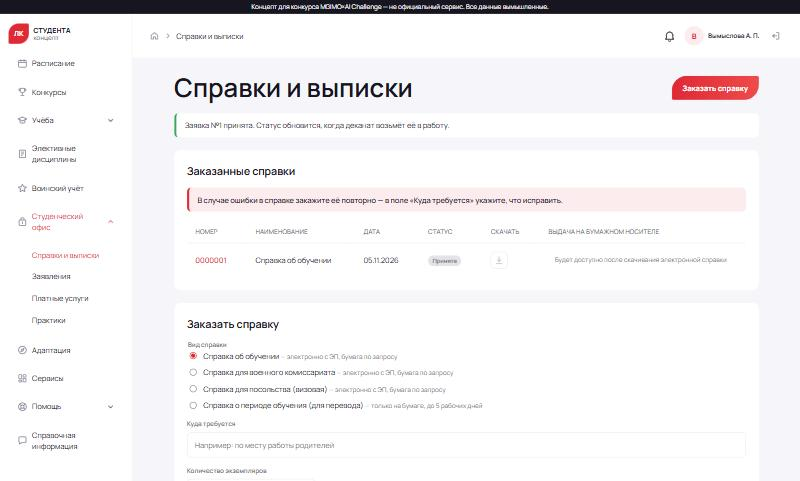 Концепт для конкурса MGIMO×AI Challenge — не официальный сервис. Все данные вымышленные.
ЛК
СТУДЕНТА
КОНЦЕПТ
Справки и выписки
В
Вымыслова А. П.
Расписание
Конкурсы
Учёба
Элективные
дисциплины
Воинский учёт
Студенческий
офис
Справки и выписки
Заявления
Платные услуги
Практики
Адаптация
Сервисы
Помощь
Справочная
информация
Справки и выписки
Заказать справку
Заявка №1 принята. Статус обновится, когда деканат возьмёт её в работу.
Заказанные справки
В случае ошибки в справке закажите её повторно — в поле «Куда требуется» укажите, что исправить.
НОМЕР НАИМЕНОВАНИЕ ДАТА СТАТУС СКАЧАТЬ ВЫДАЧА НА БУМАЖНОМ НОСИТЕЛЕ
0000001 Справка об обучении 05.11.2026 Принята Будет доступно после скачивания электронной справки
Заказать справку
Вид справки
Справка об обучении – электронно с ЭП, бумага по запросу
Справка для военного комиссариата – электронно с ЭП, бумага по запросу
Справка для посольства (визовая) – электронно с ЭП, бумага по запросу
Справка о периоде обучения (для перевода) – только на бумаге, до 5 рабочих дней
Куда требуется
Например: по месту работы родителей
Количество экземпляров